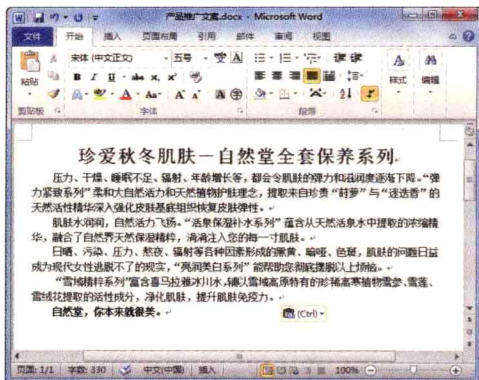 产品推广文案.docx - Microsoft Word
文件 开始 插入 页面布局 引用 邮件 审阅 视图
宋体 (中文正文) 五号
粘贴 样式 编辑
剪贴板 字体 段落
珍爱秋冬肌肤－自然堂全套保养系列
压力、干燥、睡眠不足、辐射、年龄增长等，都会令肌肤的弹力和滋润度逐渐下降。“弹
力紧致系列”柔和大自然活力和天然植物护肤理念，提取来自珍贵“莳萝”与“迷迭香”的
天然活性精华深入强化皮肤基底组织恢复皮肤弹性。
肌肤水润润，自然活力飞扬。“活泉保湿补水系列”蕴含从天然活泉水中提取的浓缩精
华，融合了自然界天然保湿精粹，涓涓注入您的每一寸肌肤。
日晒、污染、压力、熬夜、辐射等各种因素形成的黑黄、暗哑、色斑，肌肤的问题日益
成为现代女性逃脱不了的现实，“亮润美白系列”能帮助您彻底摆脱以上烦恼。
“雪域精粹系列”富含喜马拉雅冰川水，辅以雪域高原特有的珍稀高寒植物雪参、雪莲、
雪绒花提取的活性成分，净化肌肤，提升肌肤免疫力。
自然堂，你本来就很美。
(Ctrl)
页面: 1/1 字数: 330 中文(中国) 插入 100%